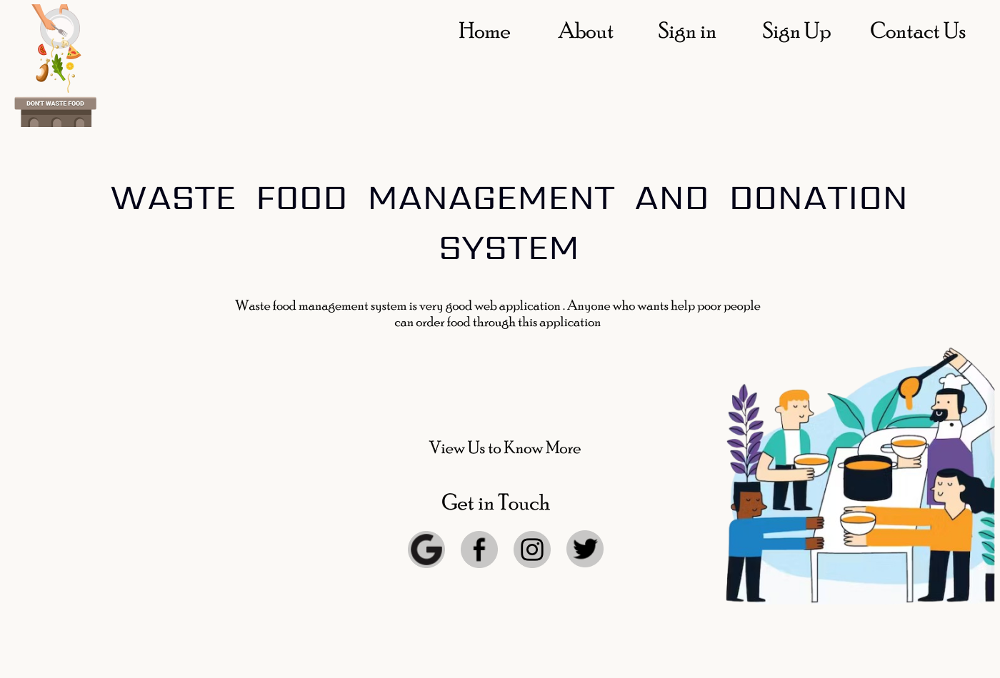 Home About Sign in Sign Up Contact Us
DON'T WASTE FOOD
WASTE FOOD MANAGEMENT AND DONATION
SYSTEM
Waste food management system is very good web application . Anyone who wants help poor people
can order food through this application
View Us to Know More
Get in Touch